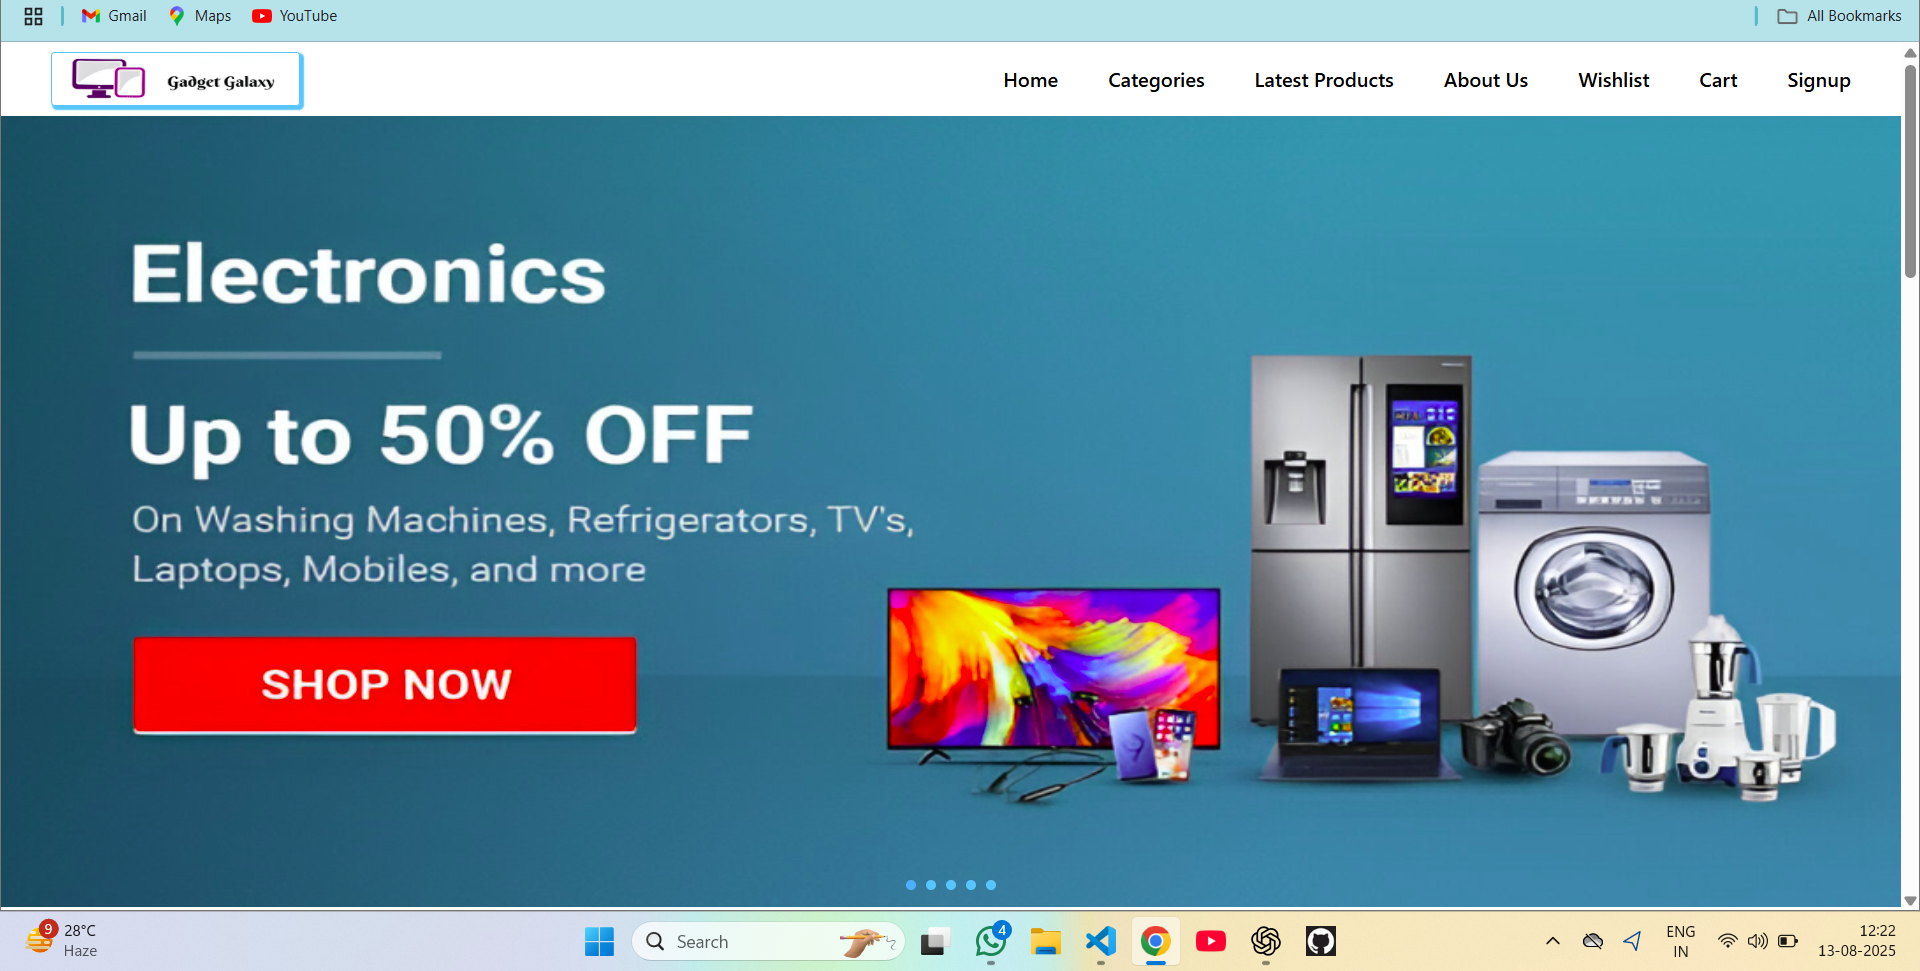 Gmail Maps YouTube All Bookmarks
Gadget Galaxy Home Categories Latest Products About Us Wishlist Cart Signup
Electronics
Up to 50% OFF
On Washing Machines, Refrigerators, TV's,
Laptops, Mobiles, and more
SHOP NOW
9 28°C
Haze
Search
4
ENG
IN
12:22
13-08-2025